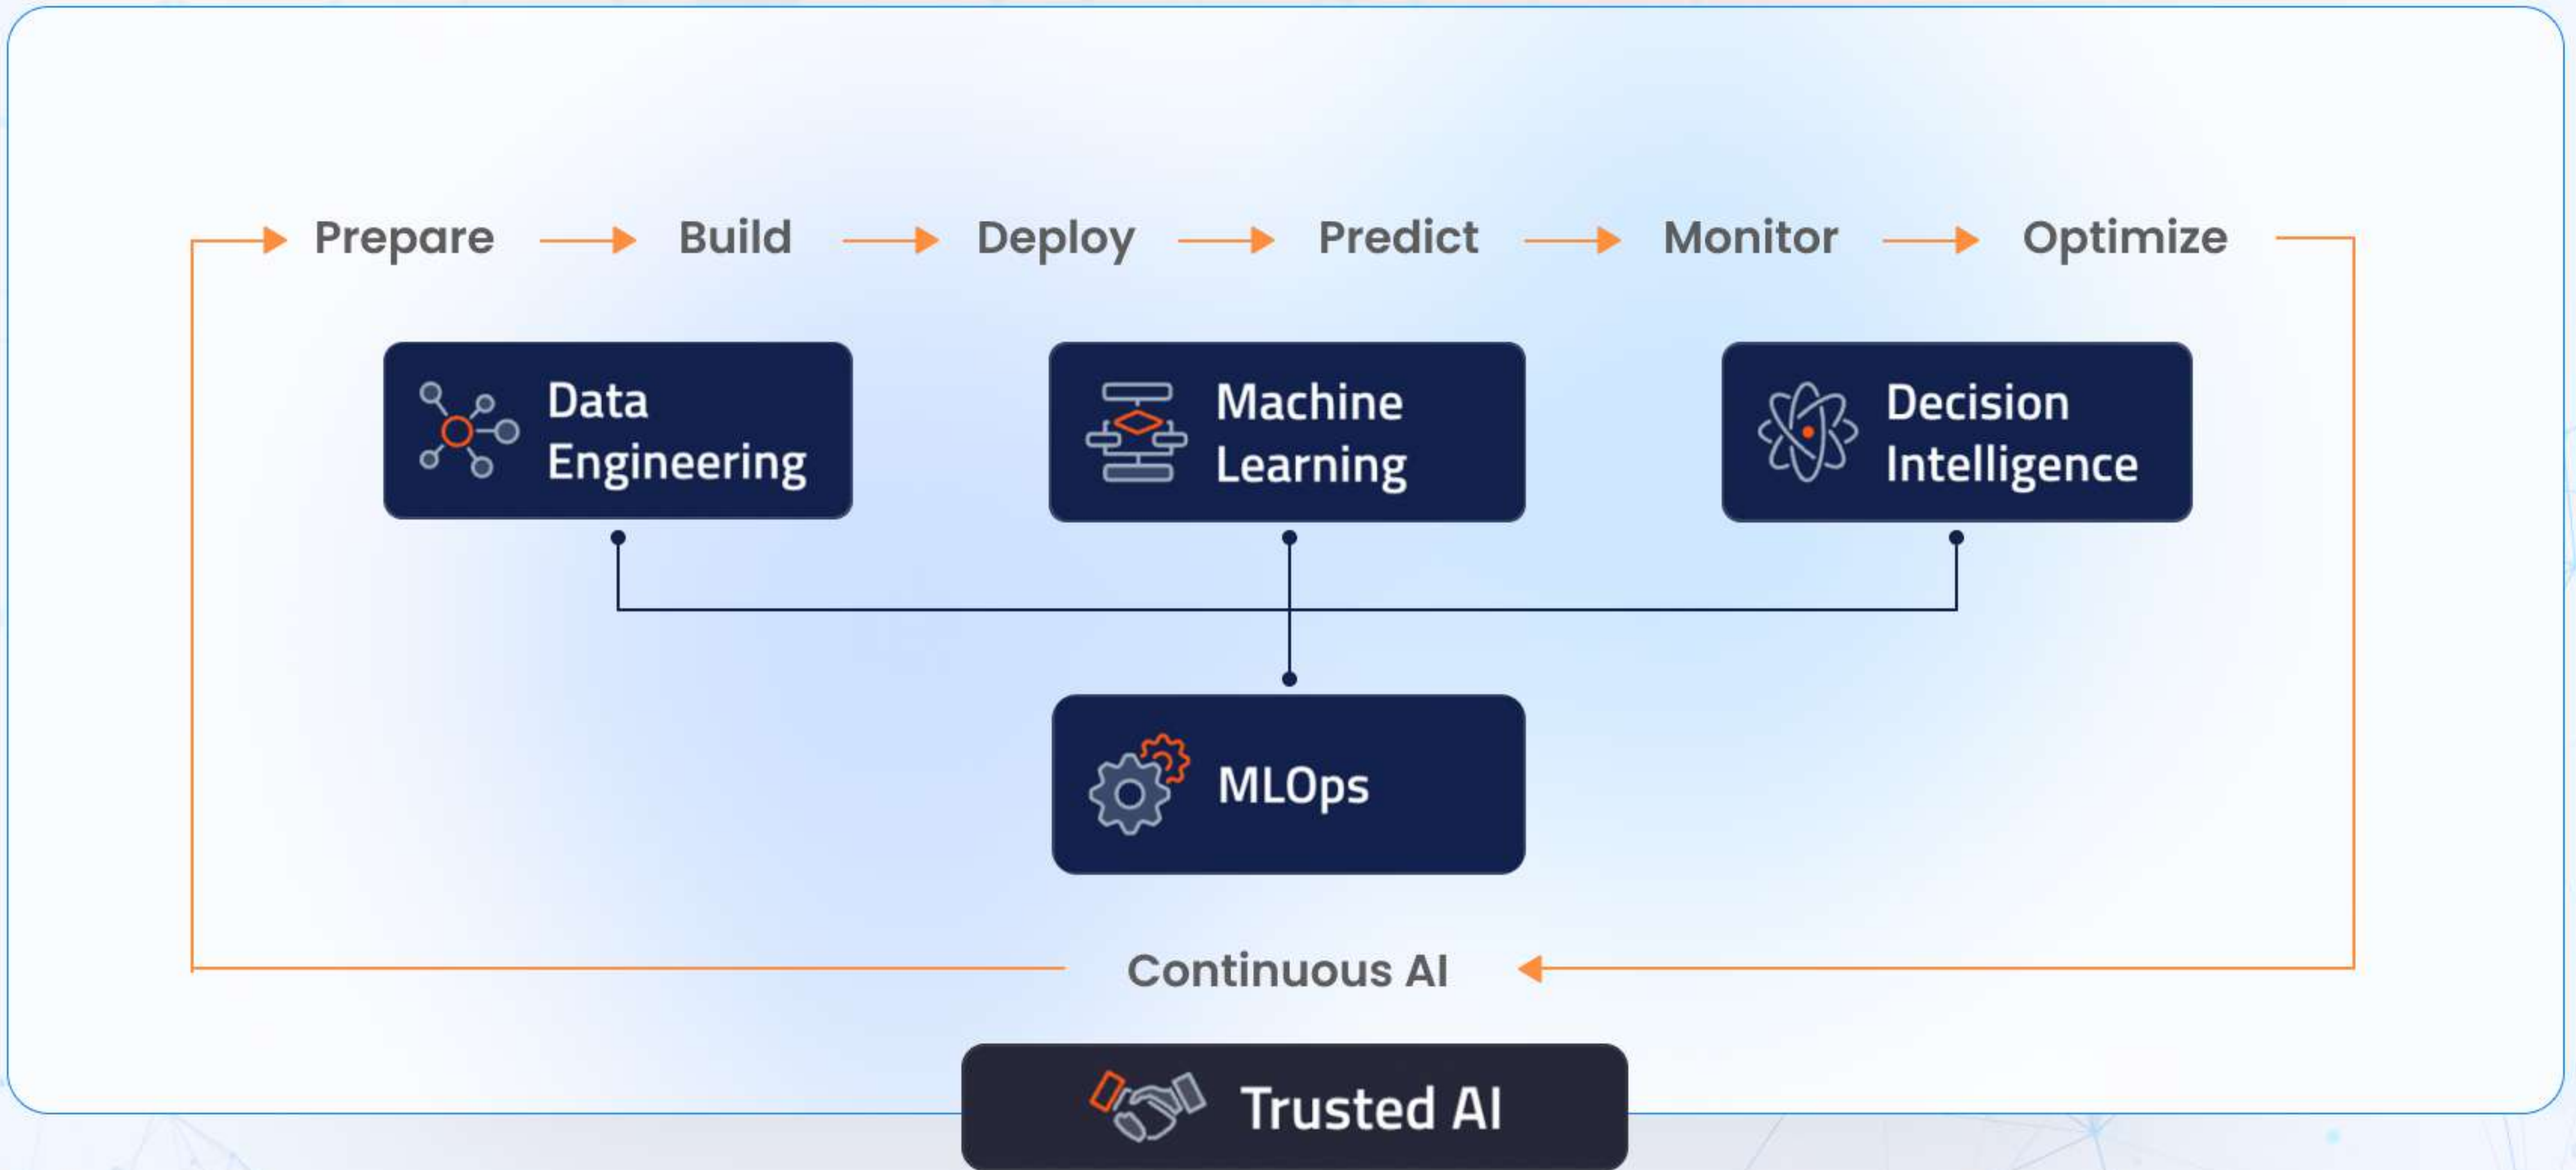 Prepare Build Deploy Predict Monitor Optimize
Data
Engineering
Machine
Learning
Decision
Intelligence
MLOps
Continuous AI
Trusted AI